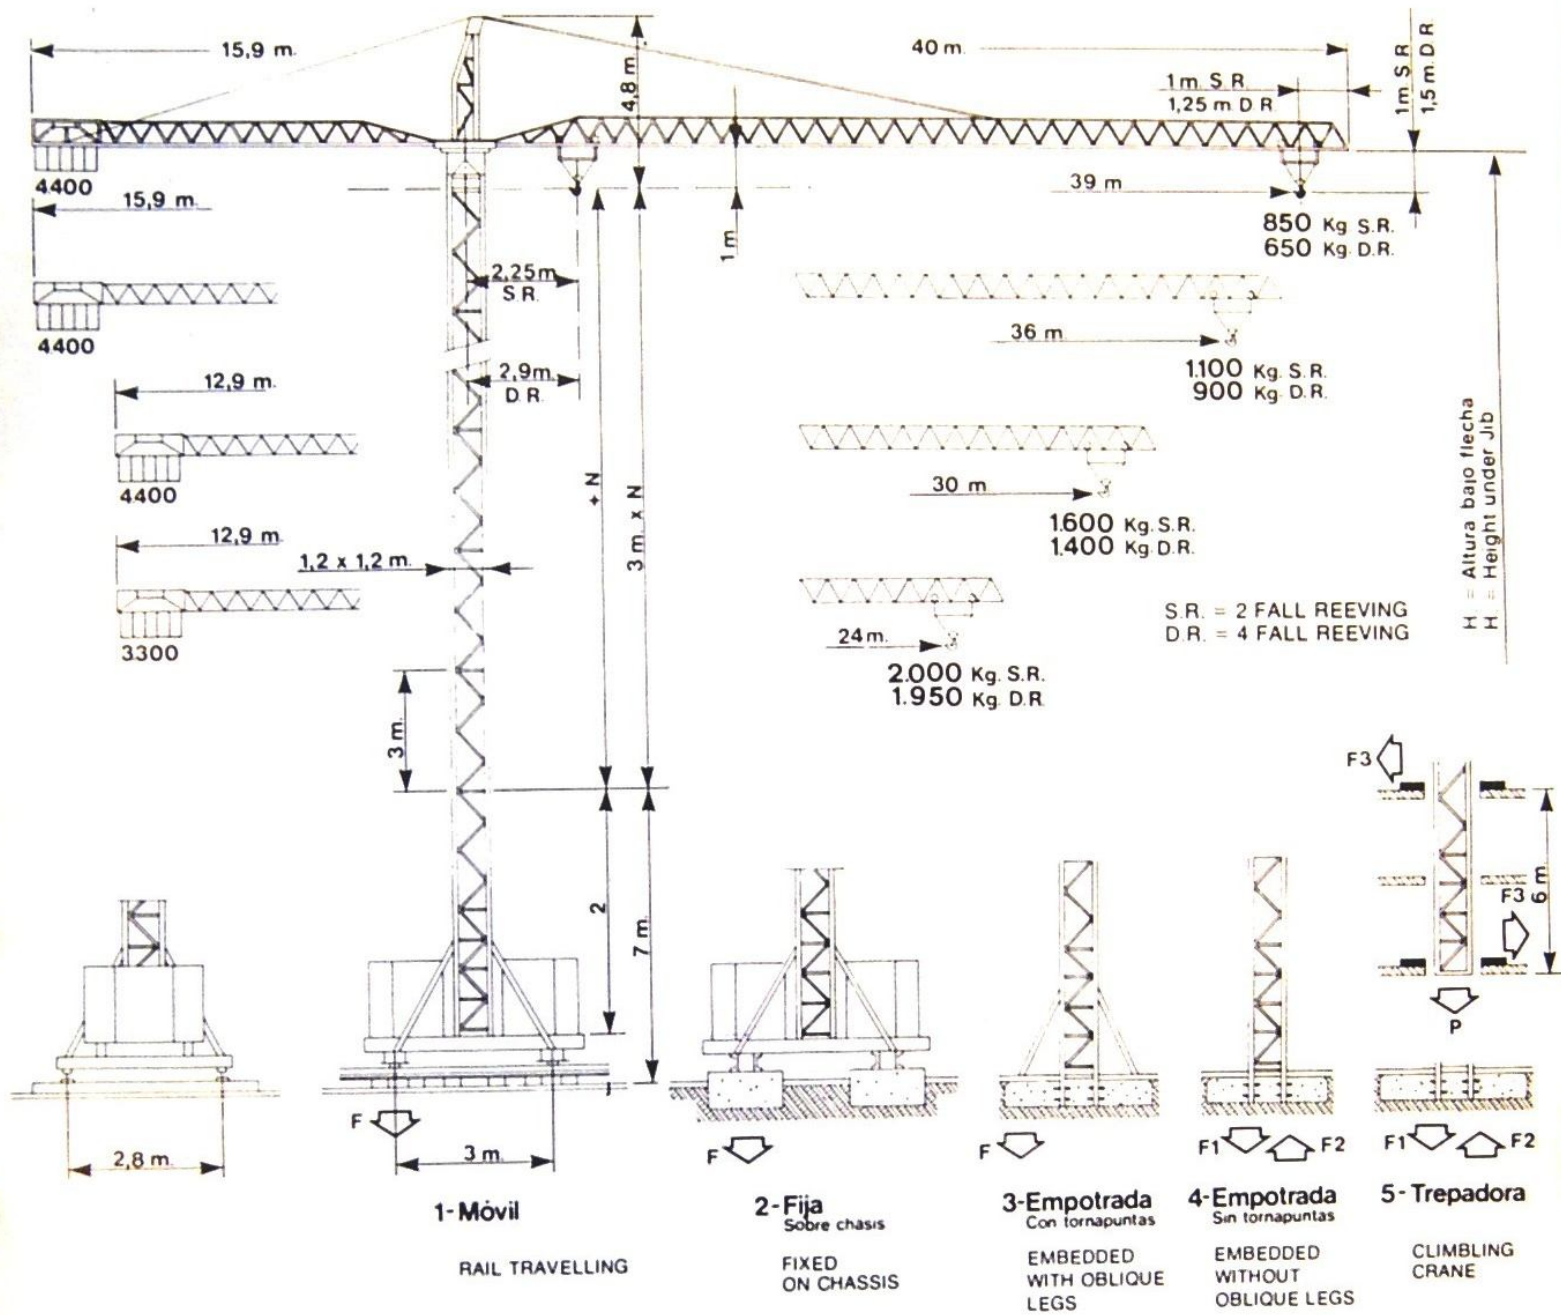 15,9 m.
40 m.
4,8 m.
1 m. S.R.
1,25 m D.R.
1m. S.R
1,5 m. D.R.
4400
15,9 m.
39 m
850 Kg S.R.
650 Kg D.R.
1 m
2,25m
S.R.
4400
36 m.
1.100 Kg. S.R.
900 Kg. D.R.
2,9m.
D.R.
12,9 m.
4400
30 m
1.600 Kg. S.R.
1.400 Kg. D.R.
+ N
3 m. x N
H. = Altura bajo flecha
H. = Height under Jib
12,9 m.
1,2 x 1,2 m.
3300
24 m.
2.000 Kg. S.R.
1.950 Kg. D.R.
S.R. = 2 FALL REEVING
D.R. = 4 FALL REEVING
3 m.
2
7 m.
F3
F3
6 m.
P
F
F
F
F1
F2
F1
F2
2,8 m.
3 m.
1- Móvil
RAIL TRAVELLING
2- Fija
Sobre chasis
FIXED
ON CHASSIS
3-Empotrada
Con tornapuntas
EMBEDDED
WITH OBLIQUE
LEGS
4-Empotrada
Sin tornapuntas
EMBEDDED
WITHOUT
OBLIQUE LEGS
5- Trepadora
CLIMBLING
CRANE